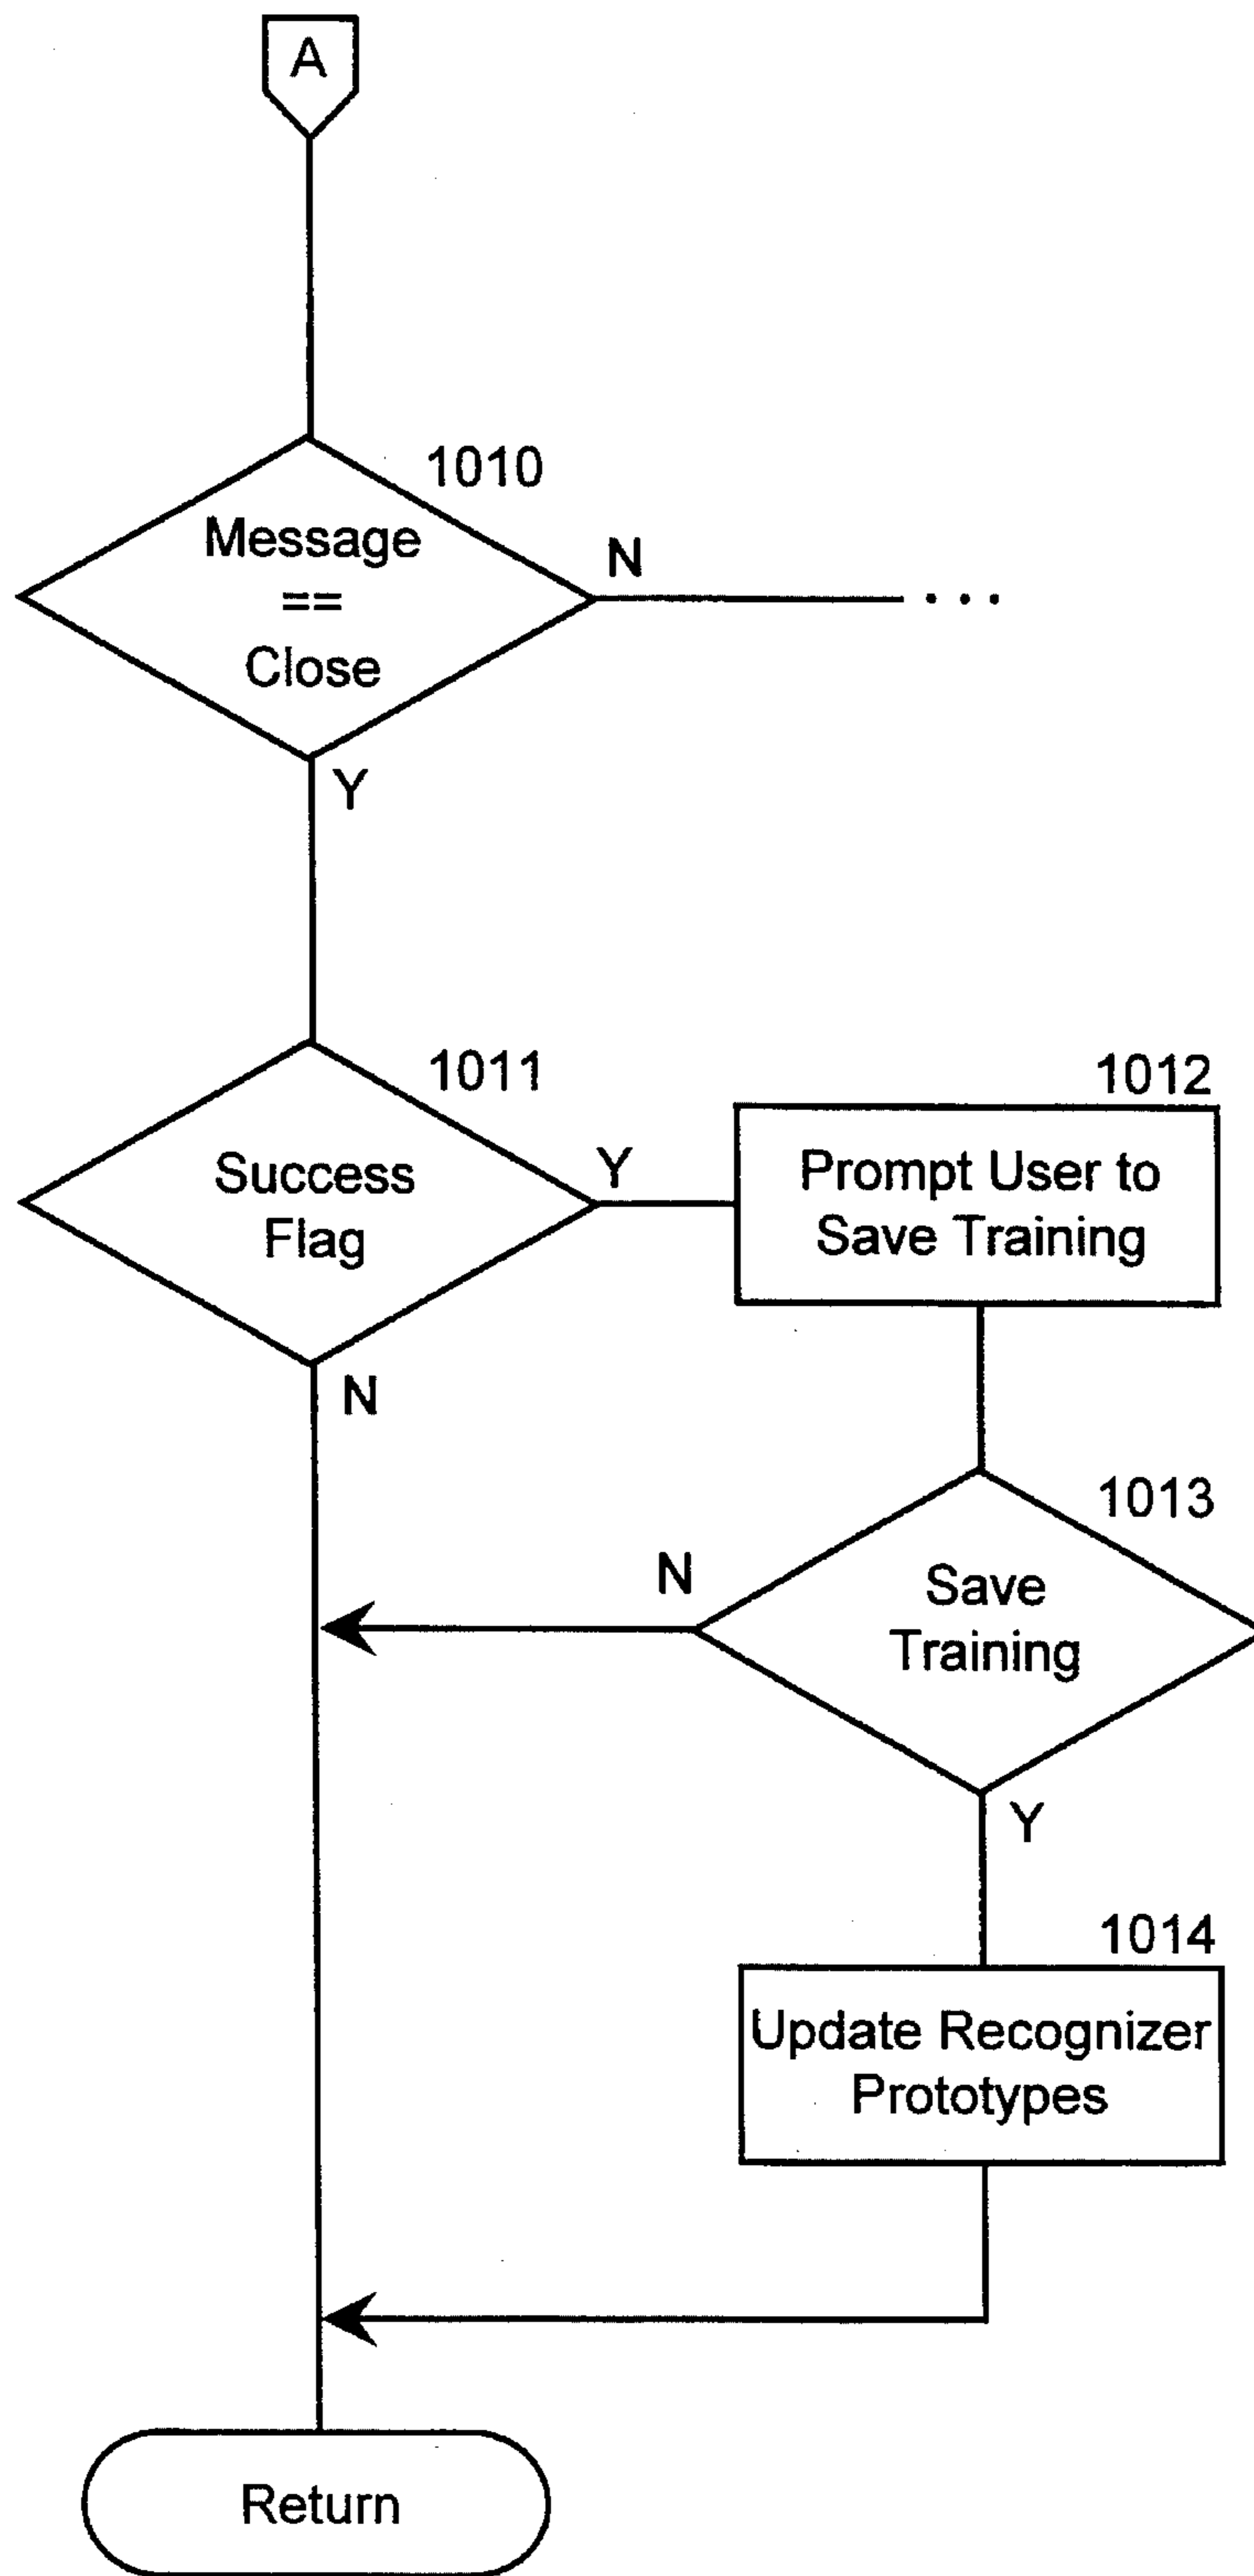 A
1010
Message
==
Close
N
...
Y
1011
Success
Flag
Y
N
1012
Prompt User to
Save Training
1013
Save
Training
N
Y
1014
Update Recognizer
Prototypes
Return